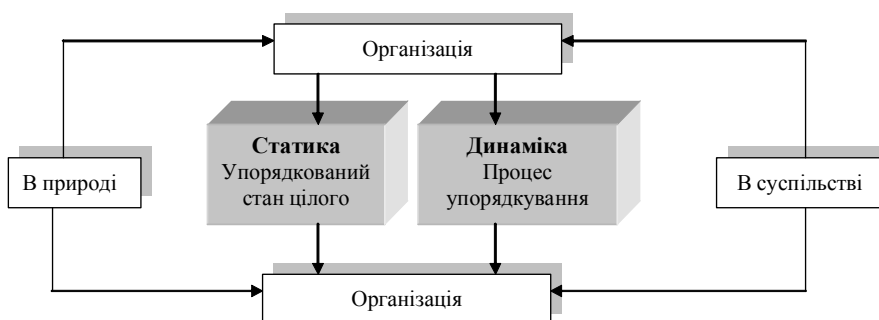 Організація
Статика
Упорядкований
стан цілого
Динаміка
Процес
упорядкування
В природі
В суспільстві
Організація